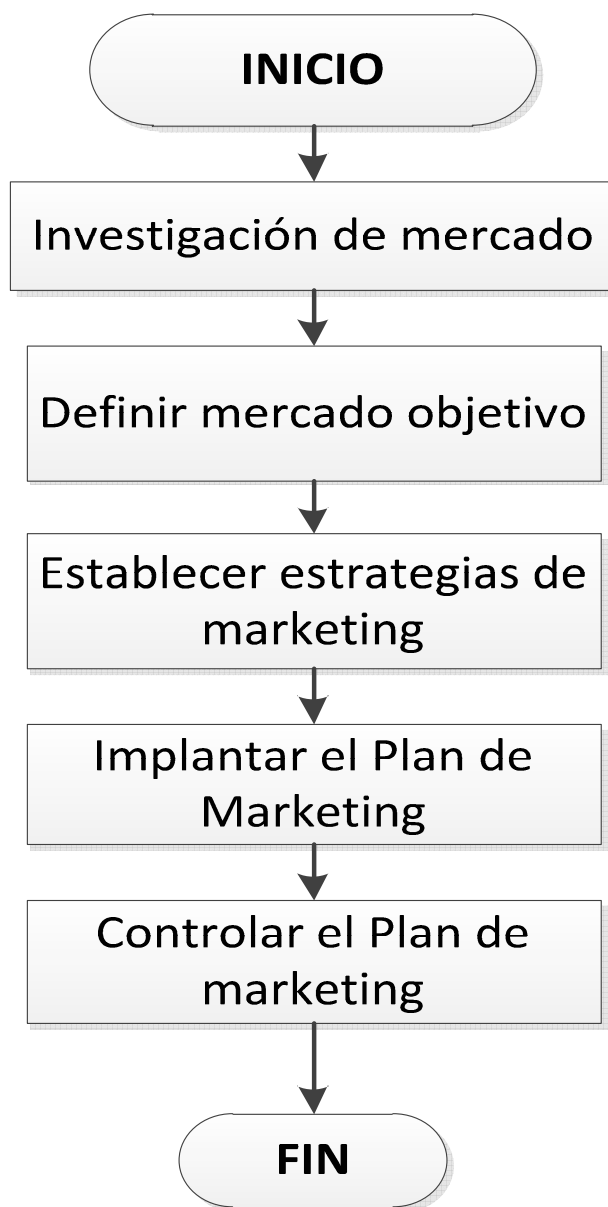 INICIO
Investigación de mercado
Definir mercado objetivo
Establecer estrategias de
marketing
Implantar el Plan de
Marketing
Controlar el Plan de
marketing
FIN